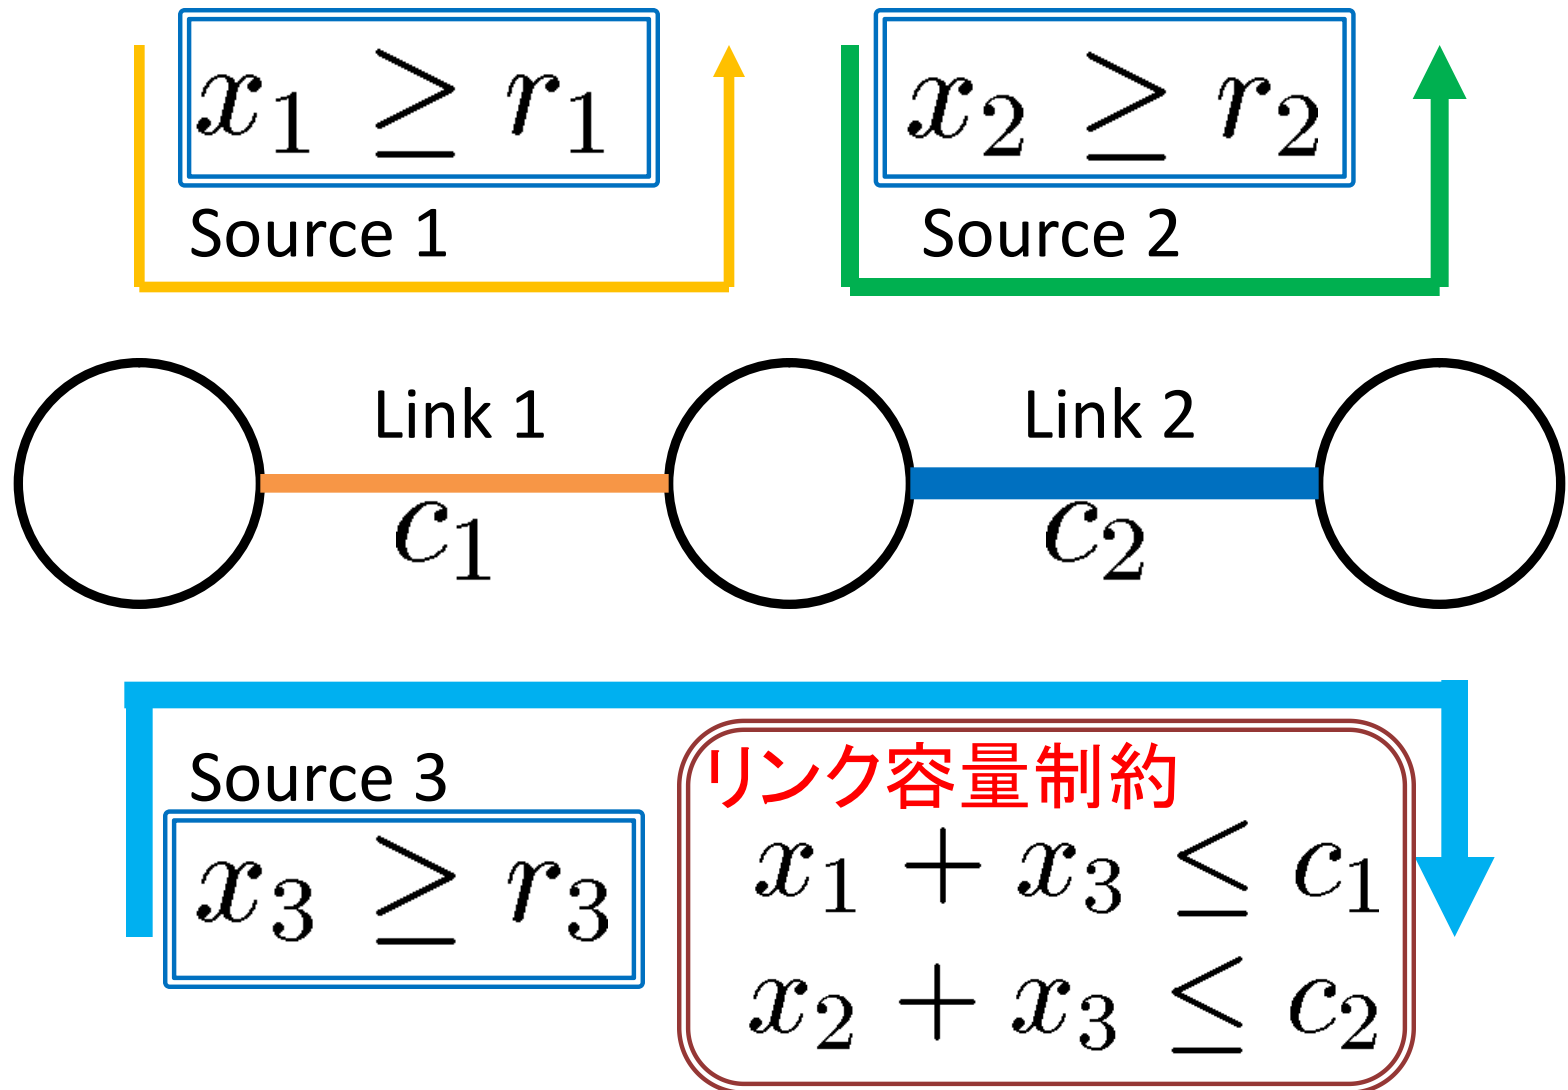 x₁ ≥ r₁
x₂ ≥ r₂
Source 1
Source 2
Link 1
Link 2
c₁
c₂
Source 3
x₃ ≥ r₃
リンク容量制約
x₁ + x₃ ≤ c₁
x₂ + x₃ ≤ c₂